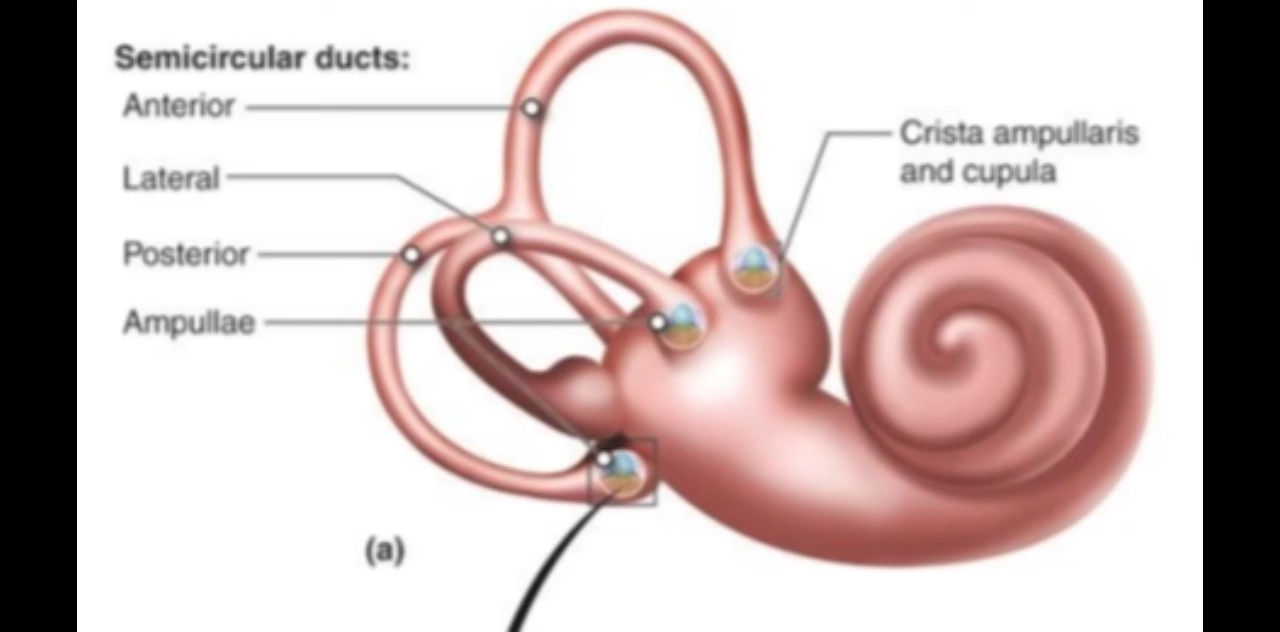 Semicircular ducts:
Anterior
Lateral
Posterior
Ampullae
Crista ampullaris
and cupula
(a)